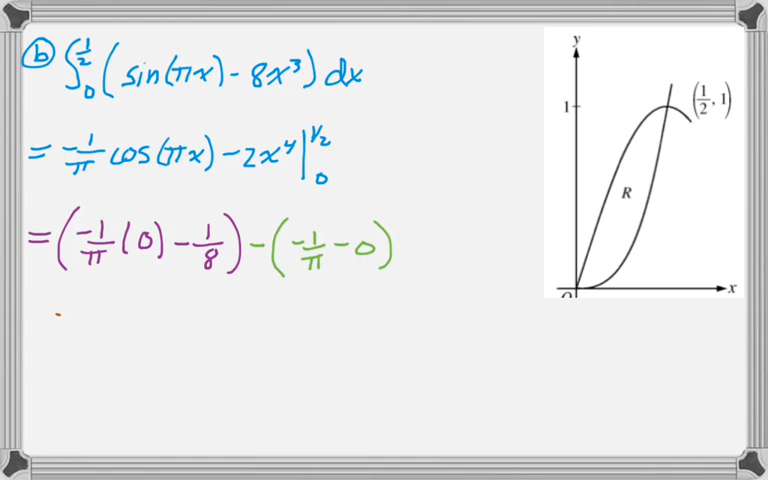 (b) ∫₀^½ (sin(πx) - 8x³) dx
= -1/π cos(πx) - 2x⁴ |₀^1/2
= (-1/π (0) - 1/8) - (-1/π - 0)
y
(1/2, 1)
1
R
O
x